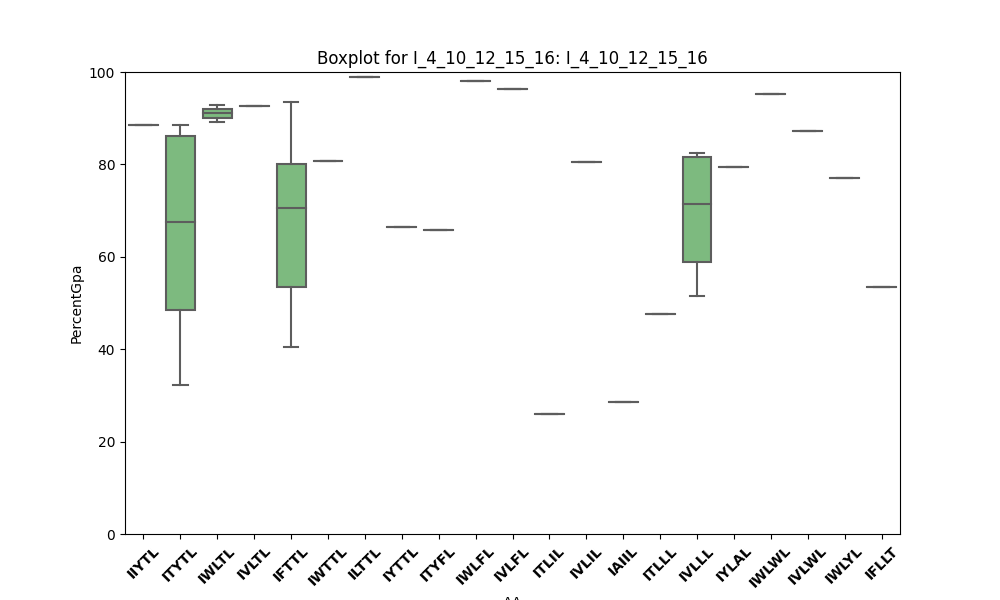 Boxplot for I_4_10_12_15_16: I_4_10_12_15_16
100
80
60
40
20
0
PercentGpa
IIYTL
ITYTL
IWLTL
IVLTL
IFTTL
IWTTL
ILTTL
IYTTL
ITYFL
IWLFL
IVLFL
ITLIL
IVLIL
IAIIL
ITLLL
IVLLL
IYLAL
IWLWL
IVLWL
IWLYL
IFLLT
AA